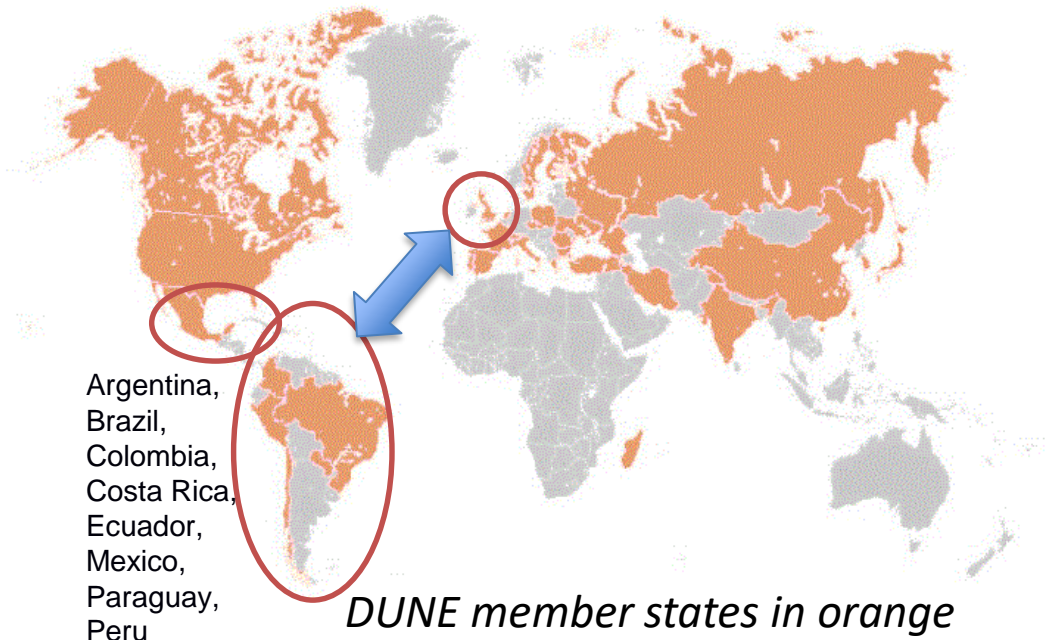 Argentina,
Brazil,
Colombia,
Costa Rica,
Ecuador,
Mexico,
Paraguay,
Peru
DUNE member states in orange